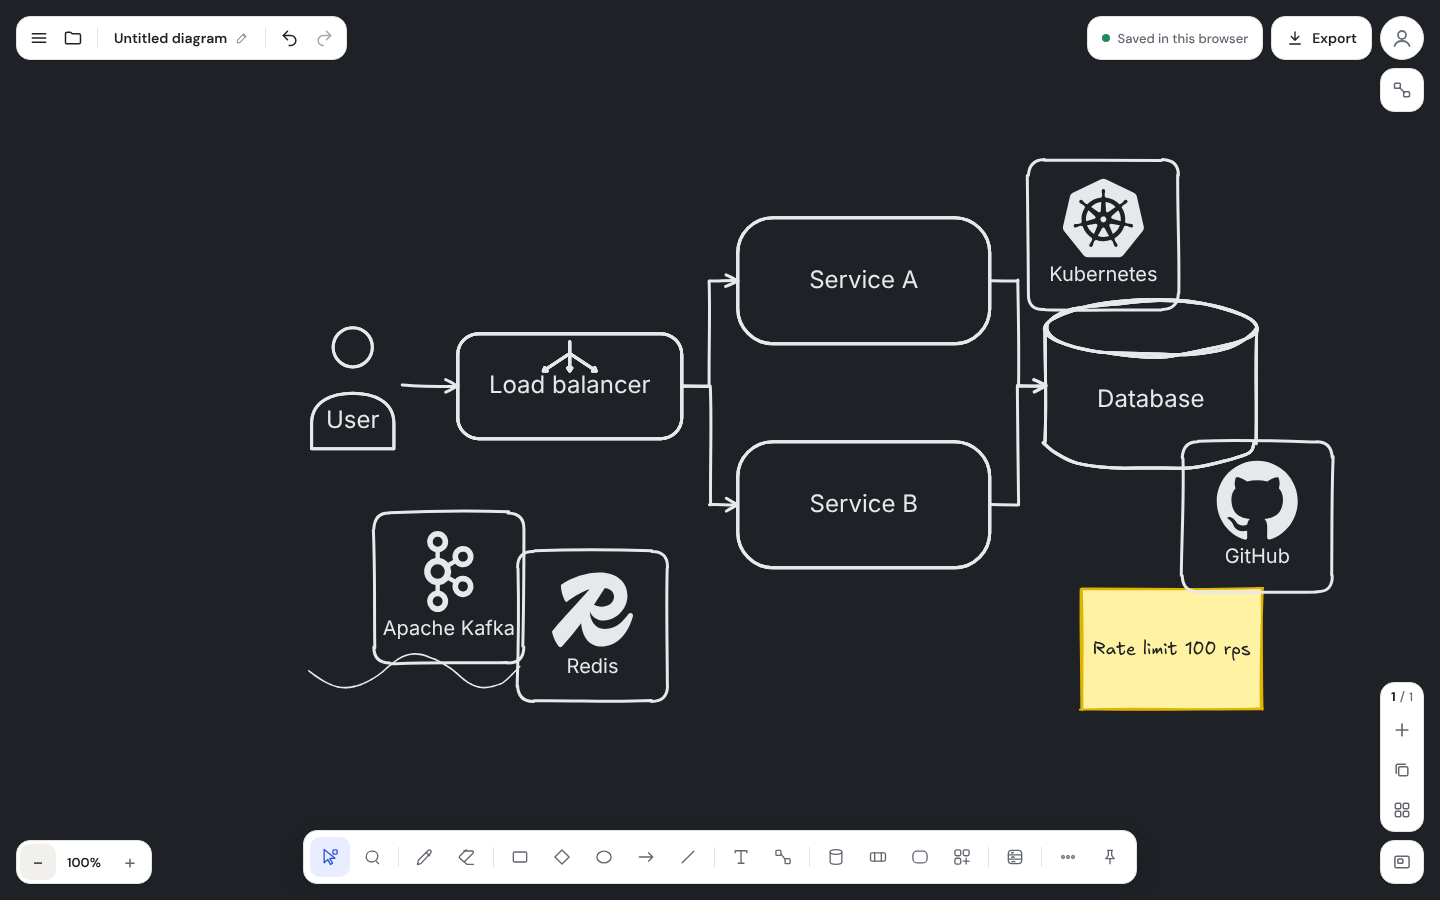 Untitled diagram
Saved in this browser
Export
Kubernetes
Service A
Load balancer
User
Database
Service B
GitHub
Apache Kafka
Redis
Rate limit 100 rps
1 / 1
100%